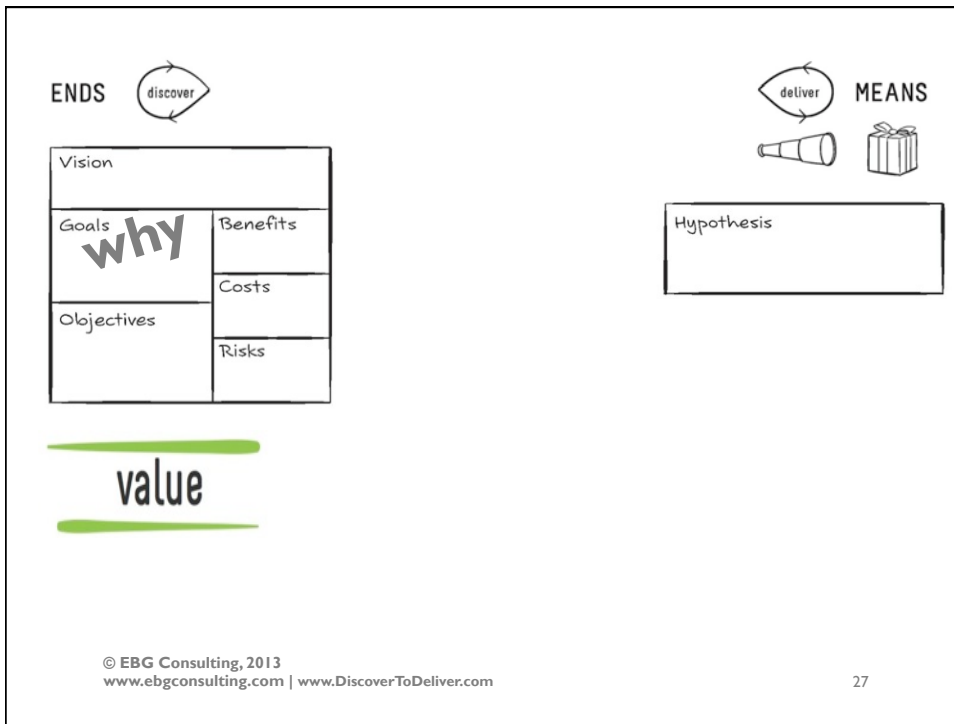 ENDS
discover
deliver
MEANS
Vision
Goals
why
Benefits
Costs
Objectives
Risks
Hypothesis
value
© EBG Consulting, 2013
www.ebgconsulting.com | www.DiscoverToDeliver.com
27